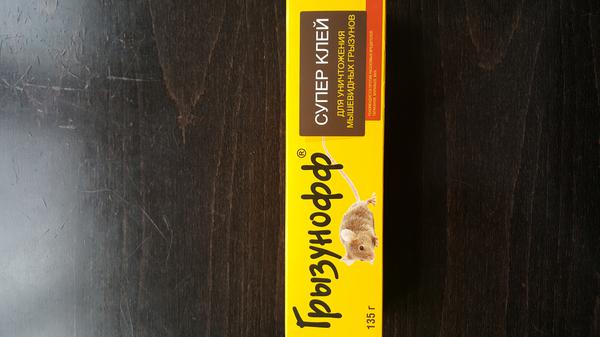 Грызунофф®
СУПЕР КЛЕЙ
ДЛЯ УНИЧТОЖЕНИЯ
МЫШЕВИДНЫХ ГРЫЗУНОВ
135 г